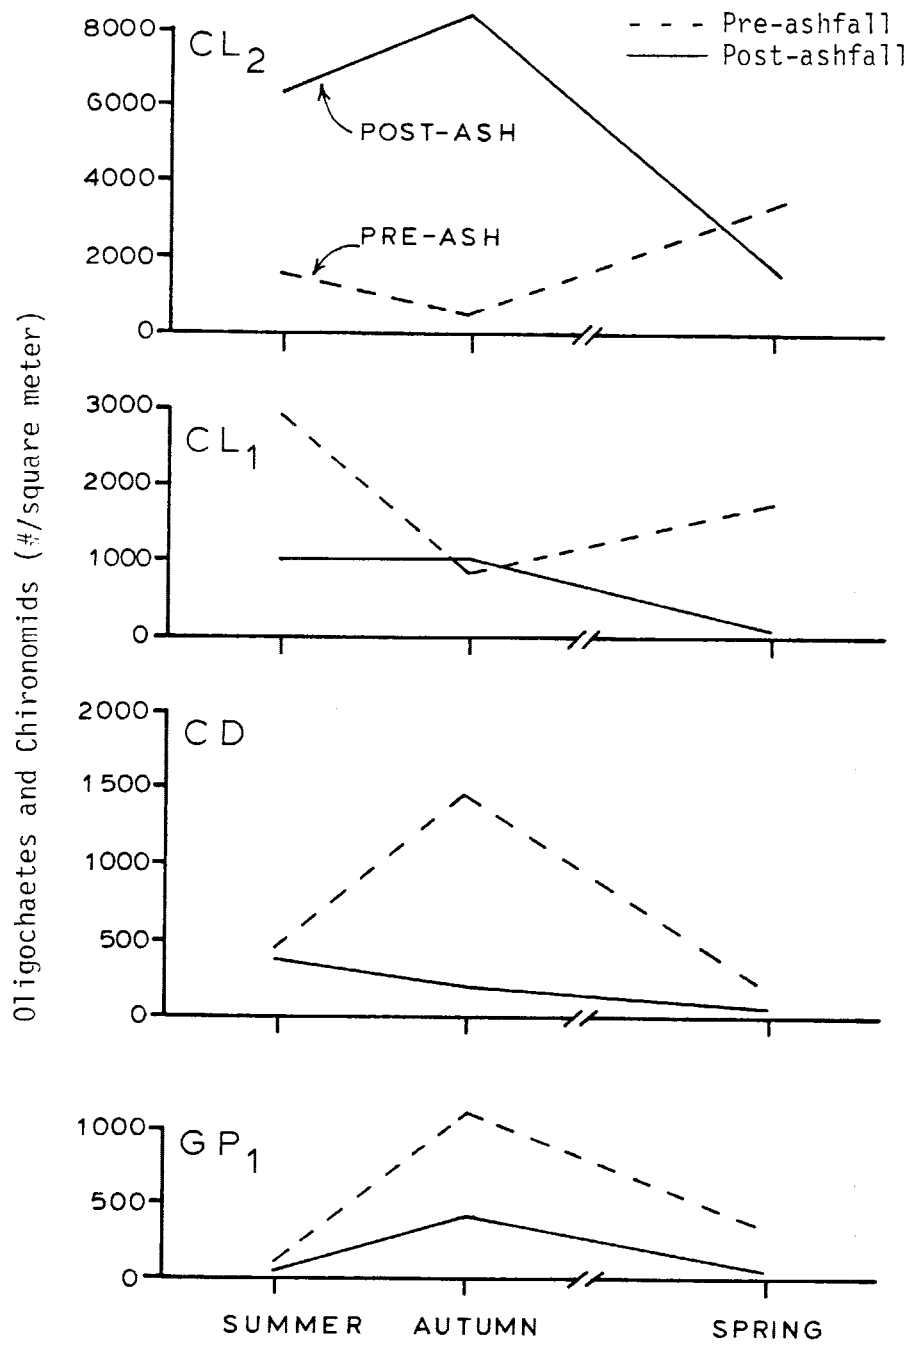 Pre-ashfall
Post-ashfall
Oligochaetes and Chironomids (#/square meter)
CL2
8000
6000
4000
2000
0
POST-ASH
PRE-ASH
CL1
3000
2000
1000
0
CD
2000
1500
1000
500
0
GP1
1000
500
0
SUMMER AUTUMN SPRING